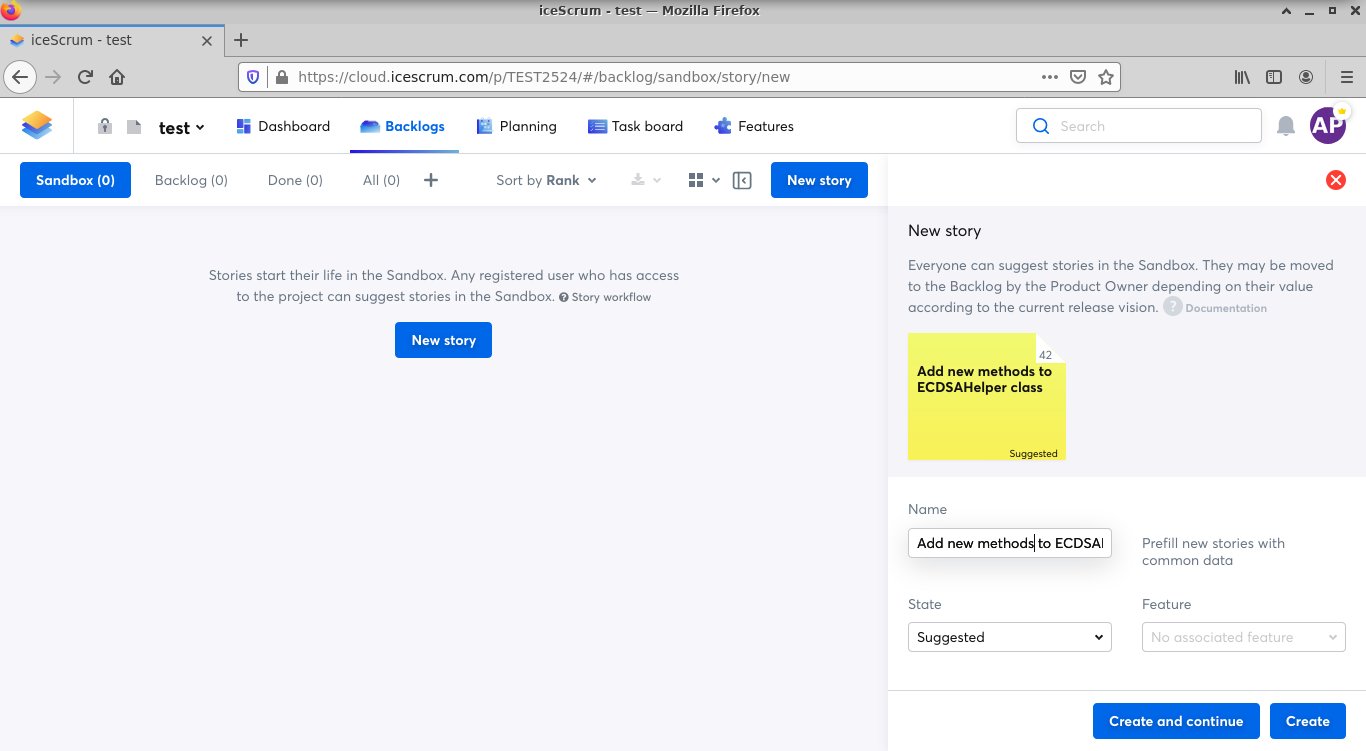 iceScrum - test — Mozilla Firefox
iceScrum - test
https://cloud.icescrum.com/p/TEST2524/#/backlog/sandbox/story/new
test
Dashboard
Backlogs
Planning
Task board
Features
Search
AP
Sandbox (0)
Backlog (0)
Done (0)
All (0)
Sort by Rank
New story
Stories start their life in the Sandbox. Any registered user who has access
to the project can suggest stories in the Sandbox. ? Story workflow
New story
New story
Everyone can suggest stories in the Sandbox. They may be moved
to the Backlog by the Product Owner depending on their value
according to the current release vision. ? Documentation
42
Add new methods to
ECDSAHelper class
Suggested
Name
Add new methods to ECDSA
Prefill new stories with
common data
State
Feature
Suggested
No associated feature
Create and continue
Create